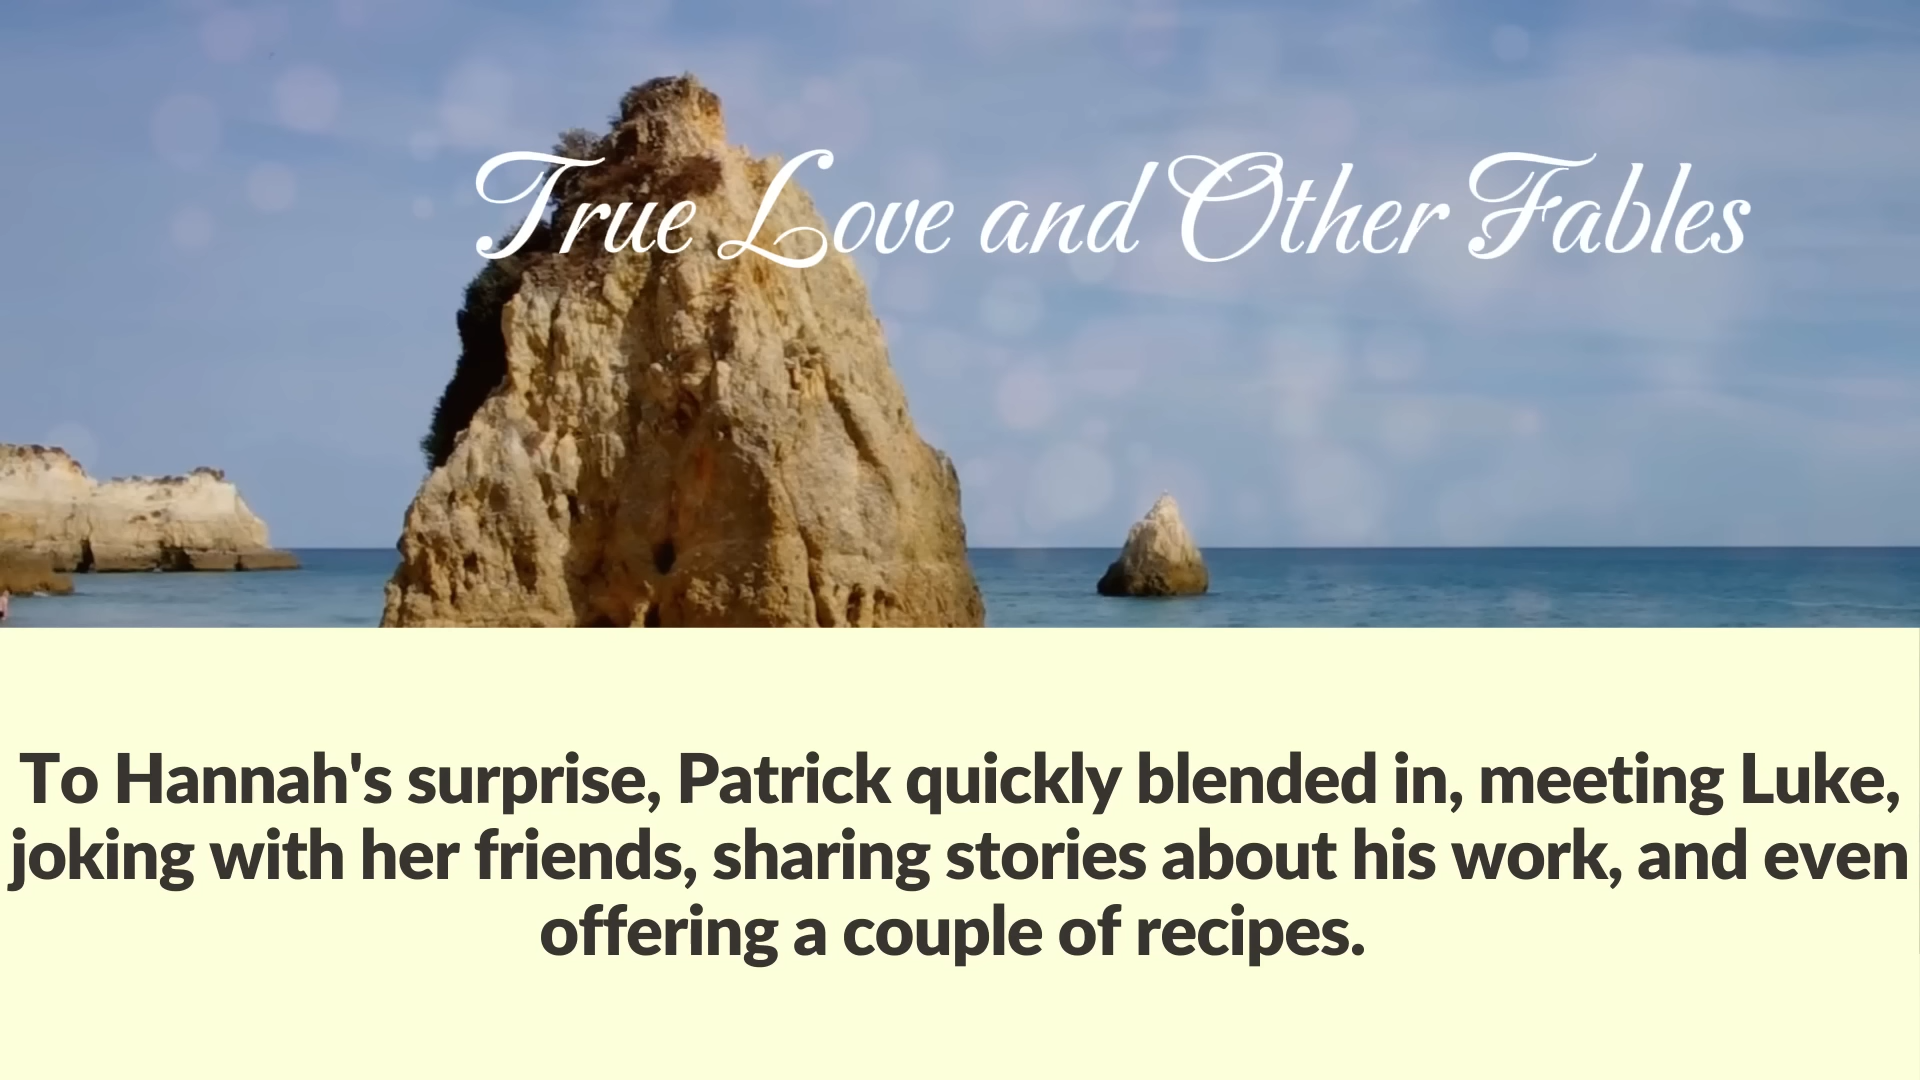 True Love and Other Fables
To Hannah's surprise, Patrick quickly blended in, meeting Luke,
joking with her friends, sharing stories about his work, and even
offering a couple of recipes.